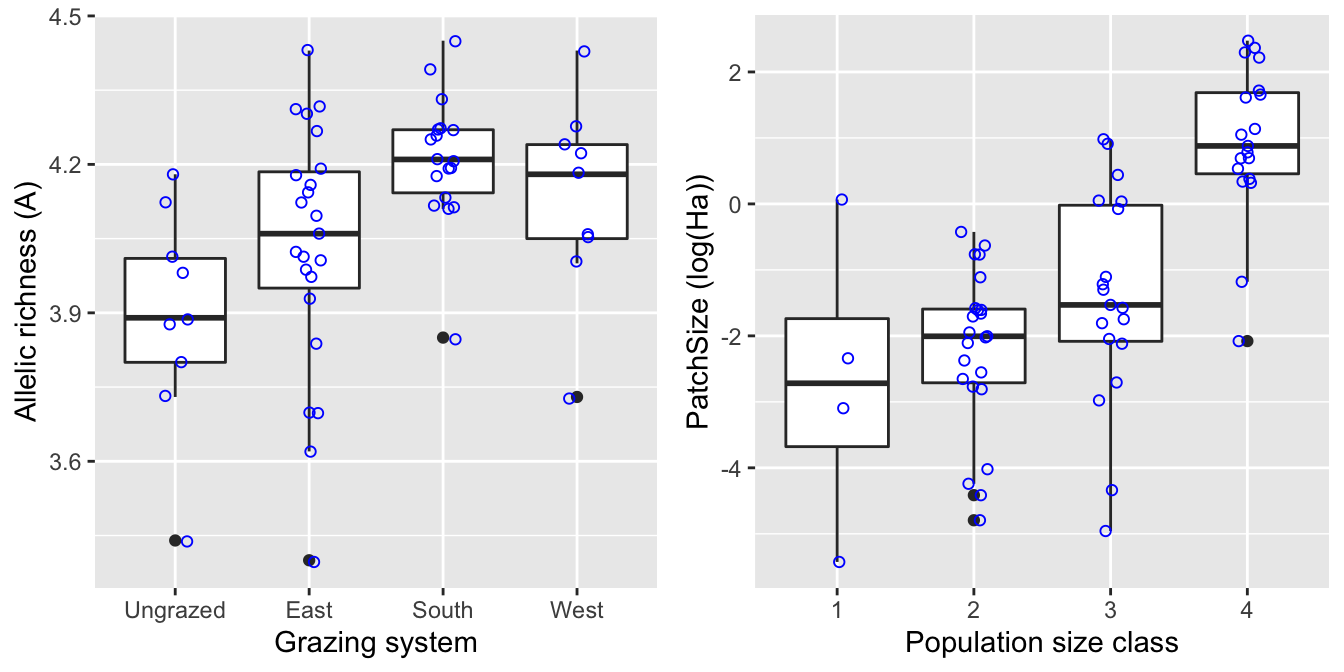 Allelic richness (A)
4.5
4.2
3.9
3.6
Ungrazed East South West
Grazing system
PatchSize (log(Ha))
2
0
-2
-4
1 2 3 4
Population size class